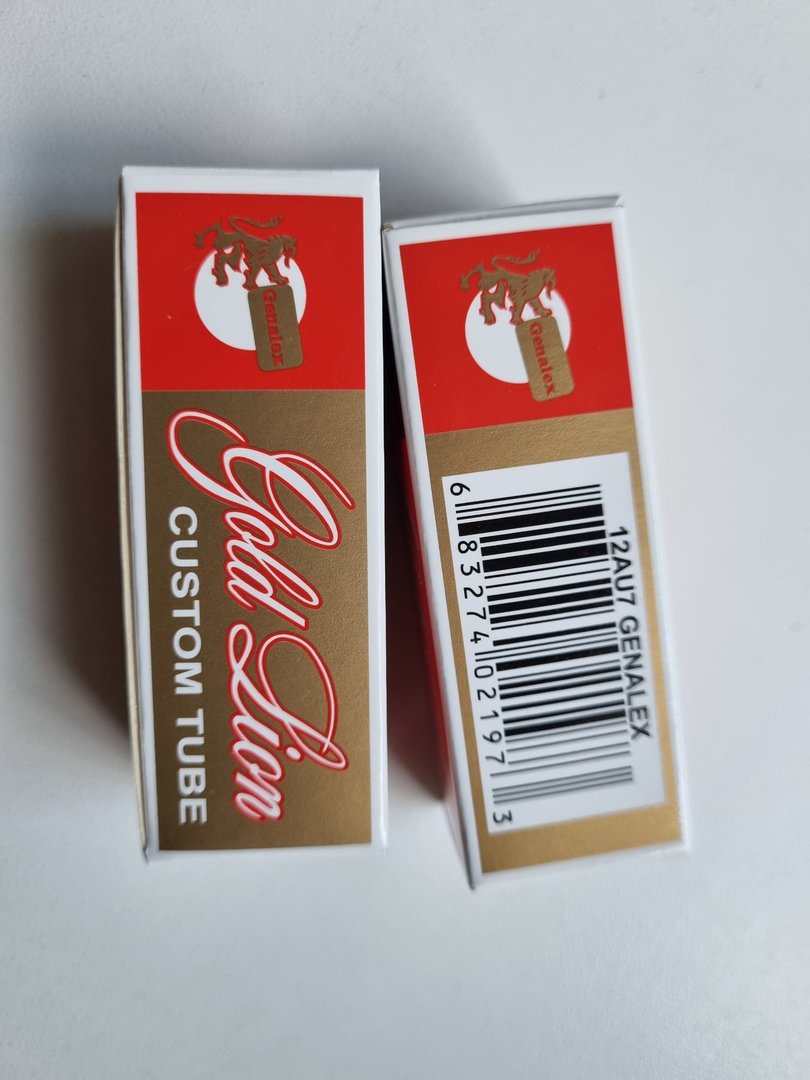 Genalex
Gold Lion
CUSTOM TUBE
Genalex
12AU7 GENALEX
6 83274 02197 3